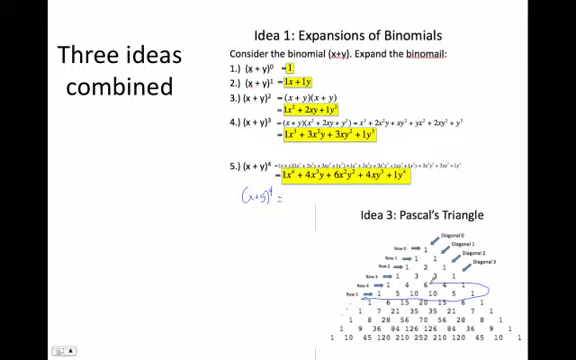 Three ideas
combined
Idea 1: Expansions of Binomials
Consider the binomial (x+y). Expand the binomail:
1.) (x + y)⁰ = 1
2.) (x + y)¹ = 1x + 1y
3.) (x + y)² = (x + y)(x + y)
= 1x² + 2xy + 1y²
4.) (x + y)³ = (x + y)(x² + 2xy + y²) = x³ + 2x²y + xy² + yx² + 2xy² + y³
= 1x³ + 3x²y + 3xy² + 1y³
5.) (x + y)⁴
= 1x⁴ + 4x³y + 6x²y² + 4xy³ + 1y⁴
(x+5)⁴ =
Idea 3: Pascal's Triangle
Diagonal 0
Row 0 1 Diagonal 1
Row 1 1 1 Diagonal 2
Row 2 1 2 1 Diagonal 3
Row 3 1 3 3 1
Row 4 1 4 6 4 1
Row 5 1 5 10 10 5 1
1 6 15 20 15 6 1
1 7 21 35 35 21 7 1
1 8 28 56 70 56 28 8 1
1 9 36 84 126 126 84 36 9 1
1 10 45 120 210 252 210 120 45 10 1